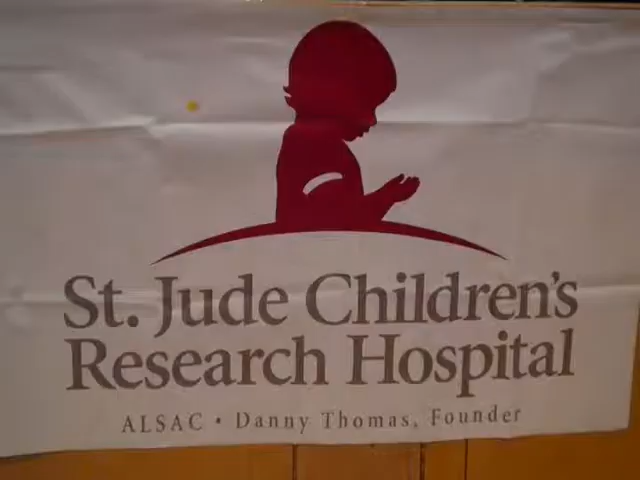 St. Jude Children's
Research Hospital
ALSAC • Danny Thomas, Founder